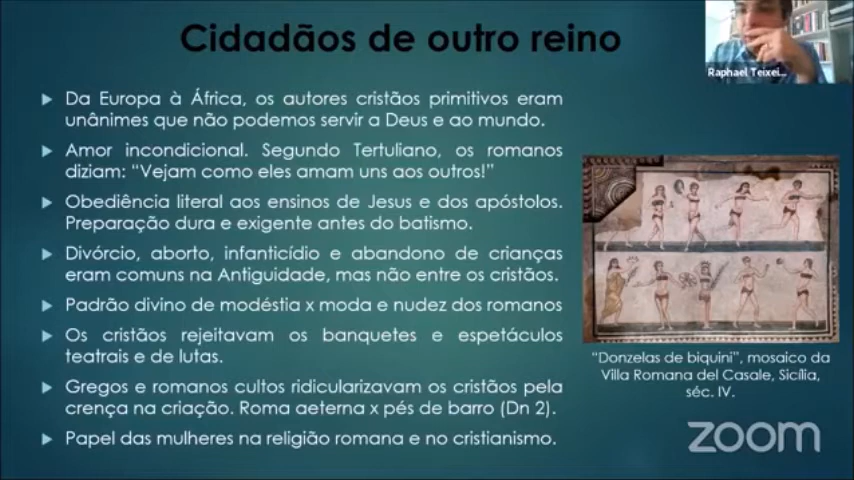 Cidadãos de outro reino
Raphael Teixei...
Da Europa à África, os autores cristãos primitivos eram
unânimes que não podemos servir a Deus e ao mundo.
Amor incondicional. Segundo Tertuliano, os romanos
diziam: “Vejam como eles amam uns aos outros!”
Obediência literal aos ensinos de Jesus e dos apóstolos.
Preparação dura e exigente antes do batismo.
Divórcio, aborto, infanticídio e abandono de crianças
eram comuns na Antiguidade, mas não entre os cristãos.
Padrão divino de modéstia x moda e nudez dos romanos
Os cristãos rejeitavam os banquetes e espetáculos
teatrais e de lutas.
Gregos e romanos cultos ridicularizavam os cristãos pela
crença na criação. Roma aeterna x pés de barro (Dn 2).
Papel das mulheres na religião romana e no cristianismo.
“Donzelas de biquini”, mosaico da
Villa Romana del Casale, Sicília,
séc. IV.
zoom